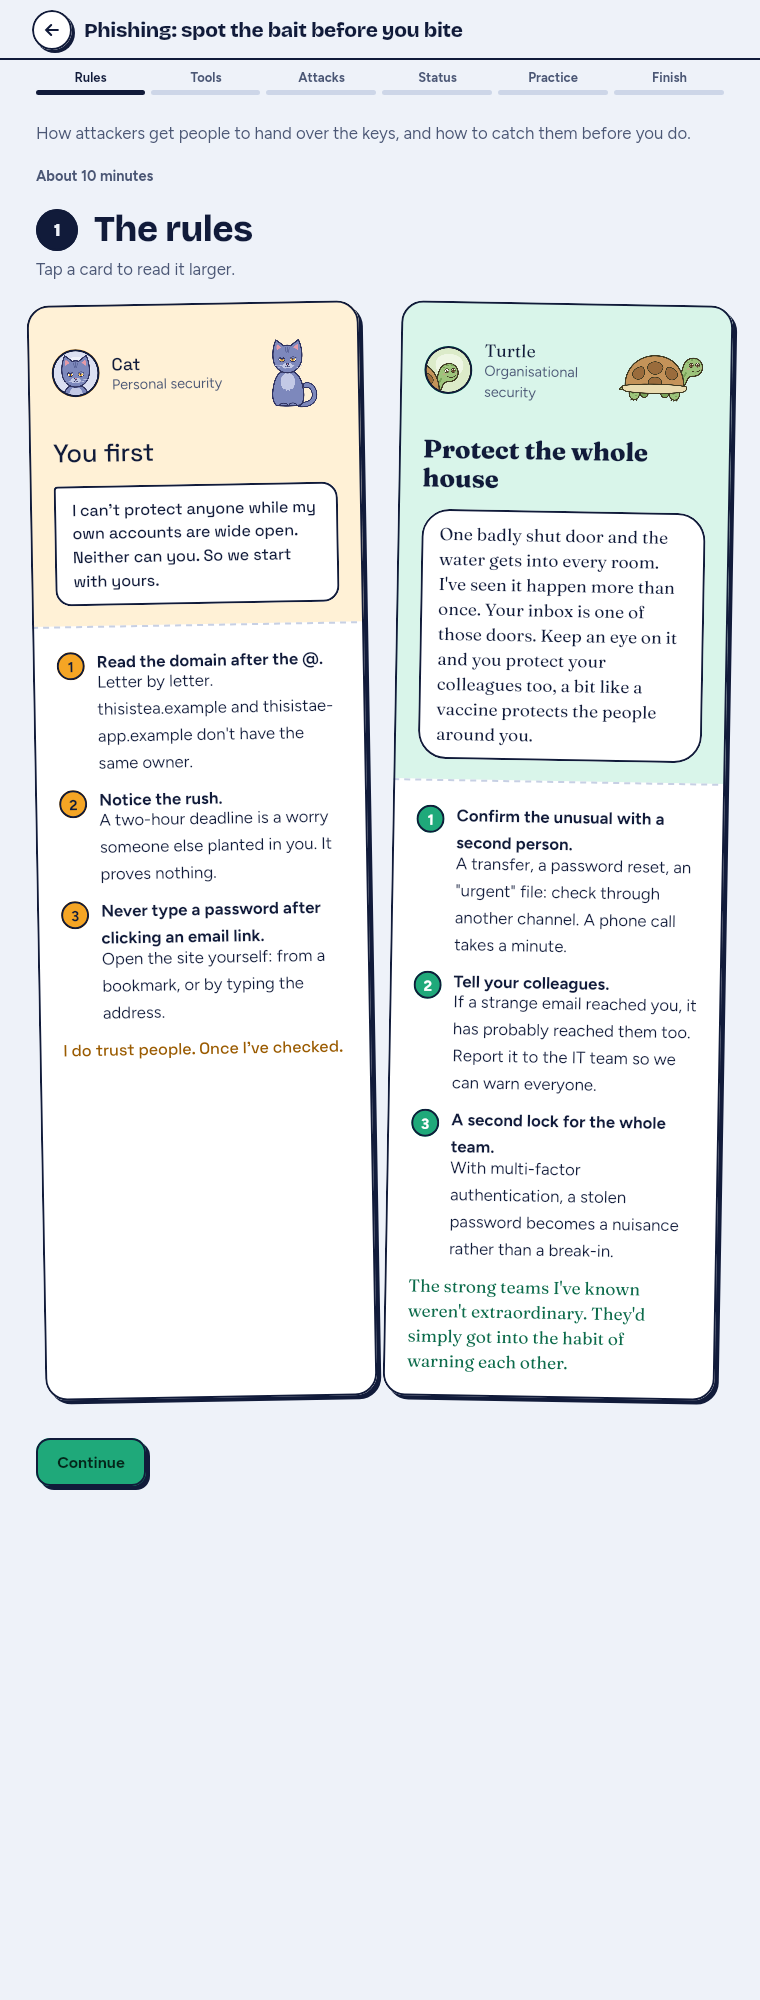 Phishing: spot the bait before you bite
Rules
Tools
Attacks
Status
Practice
Finish
How attackers get people to hand over the keys, and how to catch them before you do.
About 10 minutes
1
The rules
Tap a card to read it larger.
Cat
Personal security
You first
I can't protect anyone while my
own accounts are wide open.
Neither can you. So we start
with yours.
1
Read the domain after the @.
Letter by letter.
thisistea.example and thisistae-
app.example don't have the
same owner.
2
Notice the rush.
A two-hour deadline is a worry
someone else planted in you. It
proves nothing.
3
Never type a password after
clicking an email link.
Open the site yourself: from a
bookmark, or by typing the
address.
I do trust people. Once I've checked.
Turtle
Organisational
security
Protect the whole
house
One badly shut door and the
water gets into every room.
I've seen it happen more than
once. Your inbox is one of
those doors. Keep an eye on it
and you protect your
colleagues too, a bit like a
vaccine protects the people
around you.
1
Confirm the unusual with a
second person.
A transfer, a password reset, an
"urgent" file: check through
another channel. A phone call
takes a minute.
2
Tell your colleagues.
If a strange email reached you, it
has probably reached them too.
Report it to the IT team so we
can warn everyone.
3
A second lock for the whole
team.
With multi-factor
authentication, a stolen
password becomes a nuisance
rather than a break-in.
The strong teams I've known
weren't extraordinary. They'd
simply got into the habit of
warning each other.
Continue